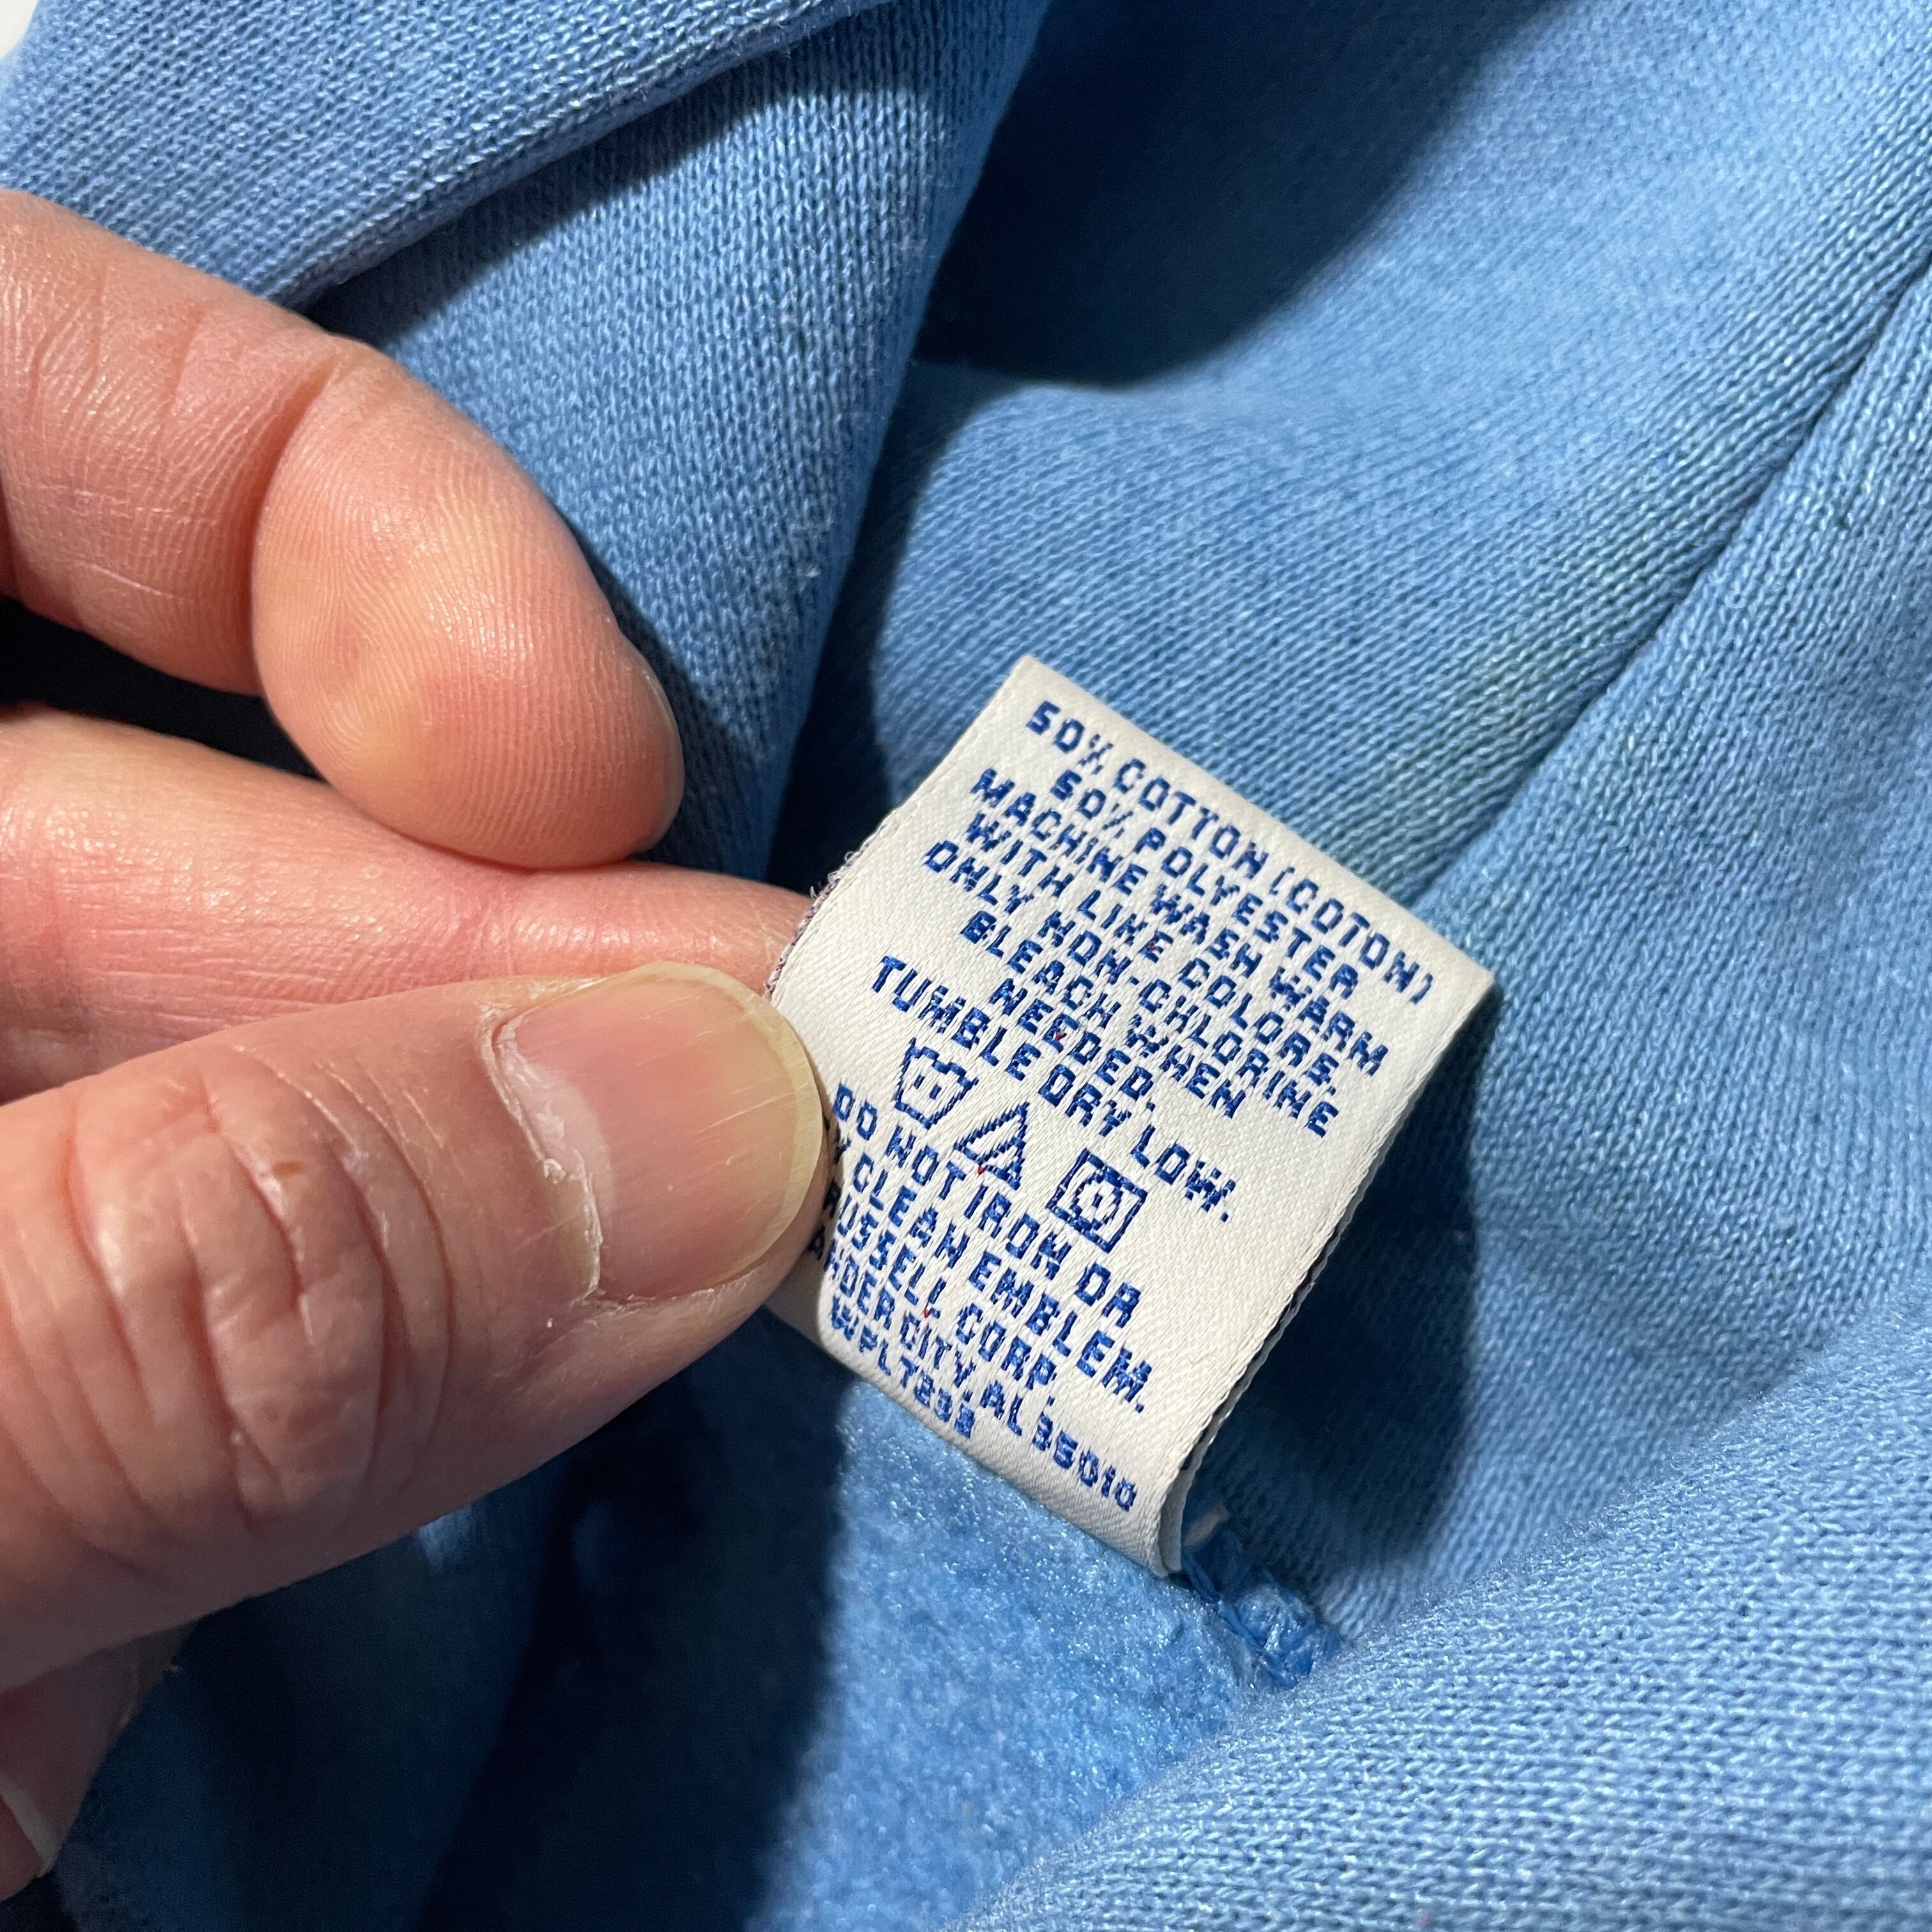 50% COTTON (COTON)
50% POLYESTER
MACHINE WASH WARM
WITH LIKE COLORS.
ONLY NON-CHLORINE
BLEACH WHEN
NEEDED.
TUMBLE DRY LOW.
DO NOT IRON OR
CLEAN EMBLEM.
RUSSELL CORP.
CITY, AL 35010